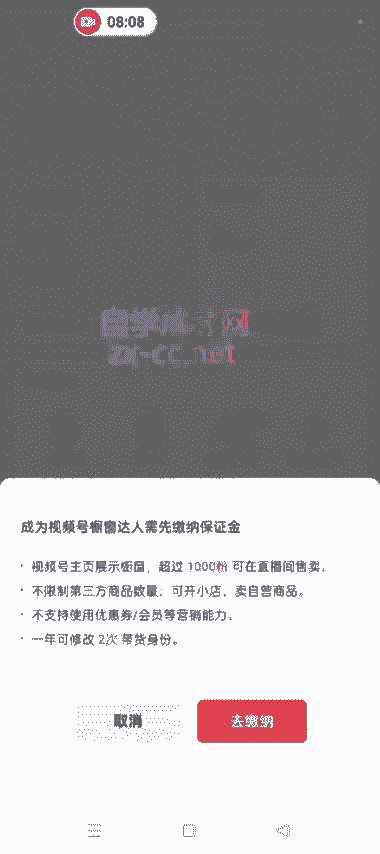 08:08
自学成才网
zx-cc.net
成为视频号橱窗达人需先缴纳保证金
· 视频号主页展示橱窗，超过 1000粉 可在直播间售卖。
· 不限制第三方商品数量；可开小店，卖自营商品。
· 不支持使用优惠券/会员等营销能力。
· 一年可修改 2次 带货身份。
取消
去缴纳